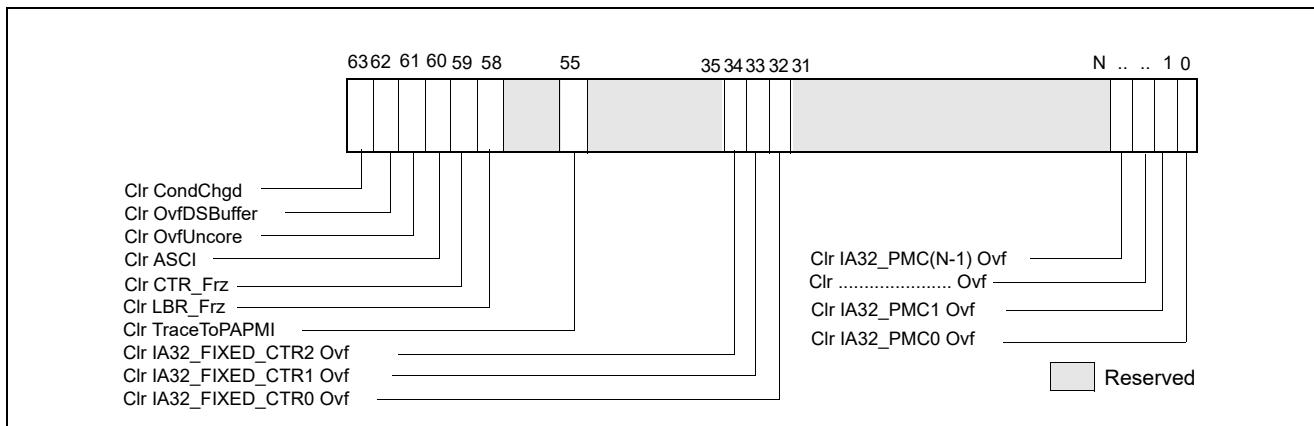 63 62 61 60 59 58 55 35 34 33 32 31 N .. .. 1 0
Clr CondChgd
Clr OvfDSBuffer
Clr OvfUncore
Clr ASCI
Clr CTR_Frz
Clr LBR_Frz
Clr TraceToPAPMI
Clr IA32_FIXED_CTR2 Ovf
Clr IA32_FIXED_CTR1 Ovf
Clr IA32_FIXED_CTR0 Ovf
Clr IA32_PMC(N-1) Ovf
Clr ...................... Ovf
Clr IA32_PMC1 Ovf
Clr IA32_PMC0 Ovf
Reserved